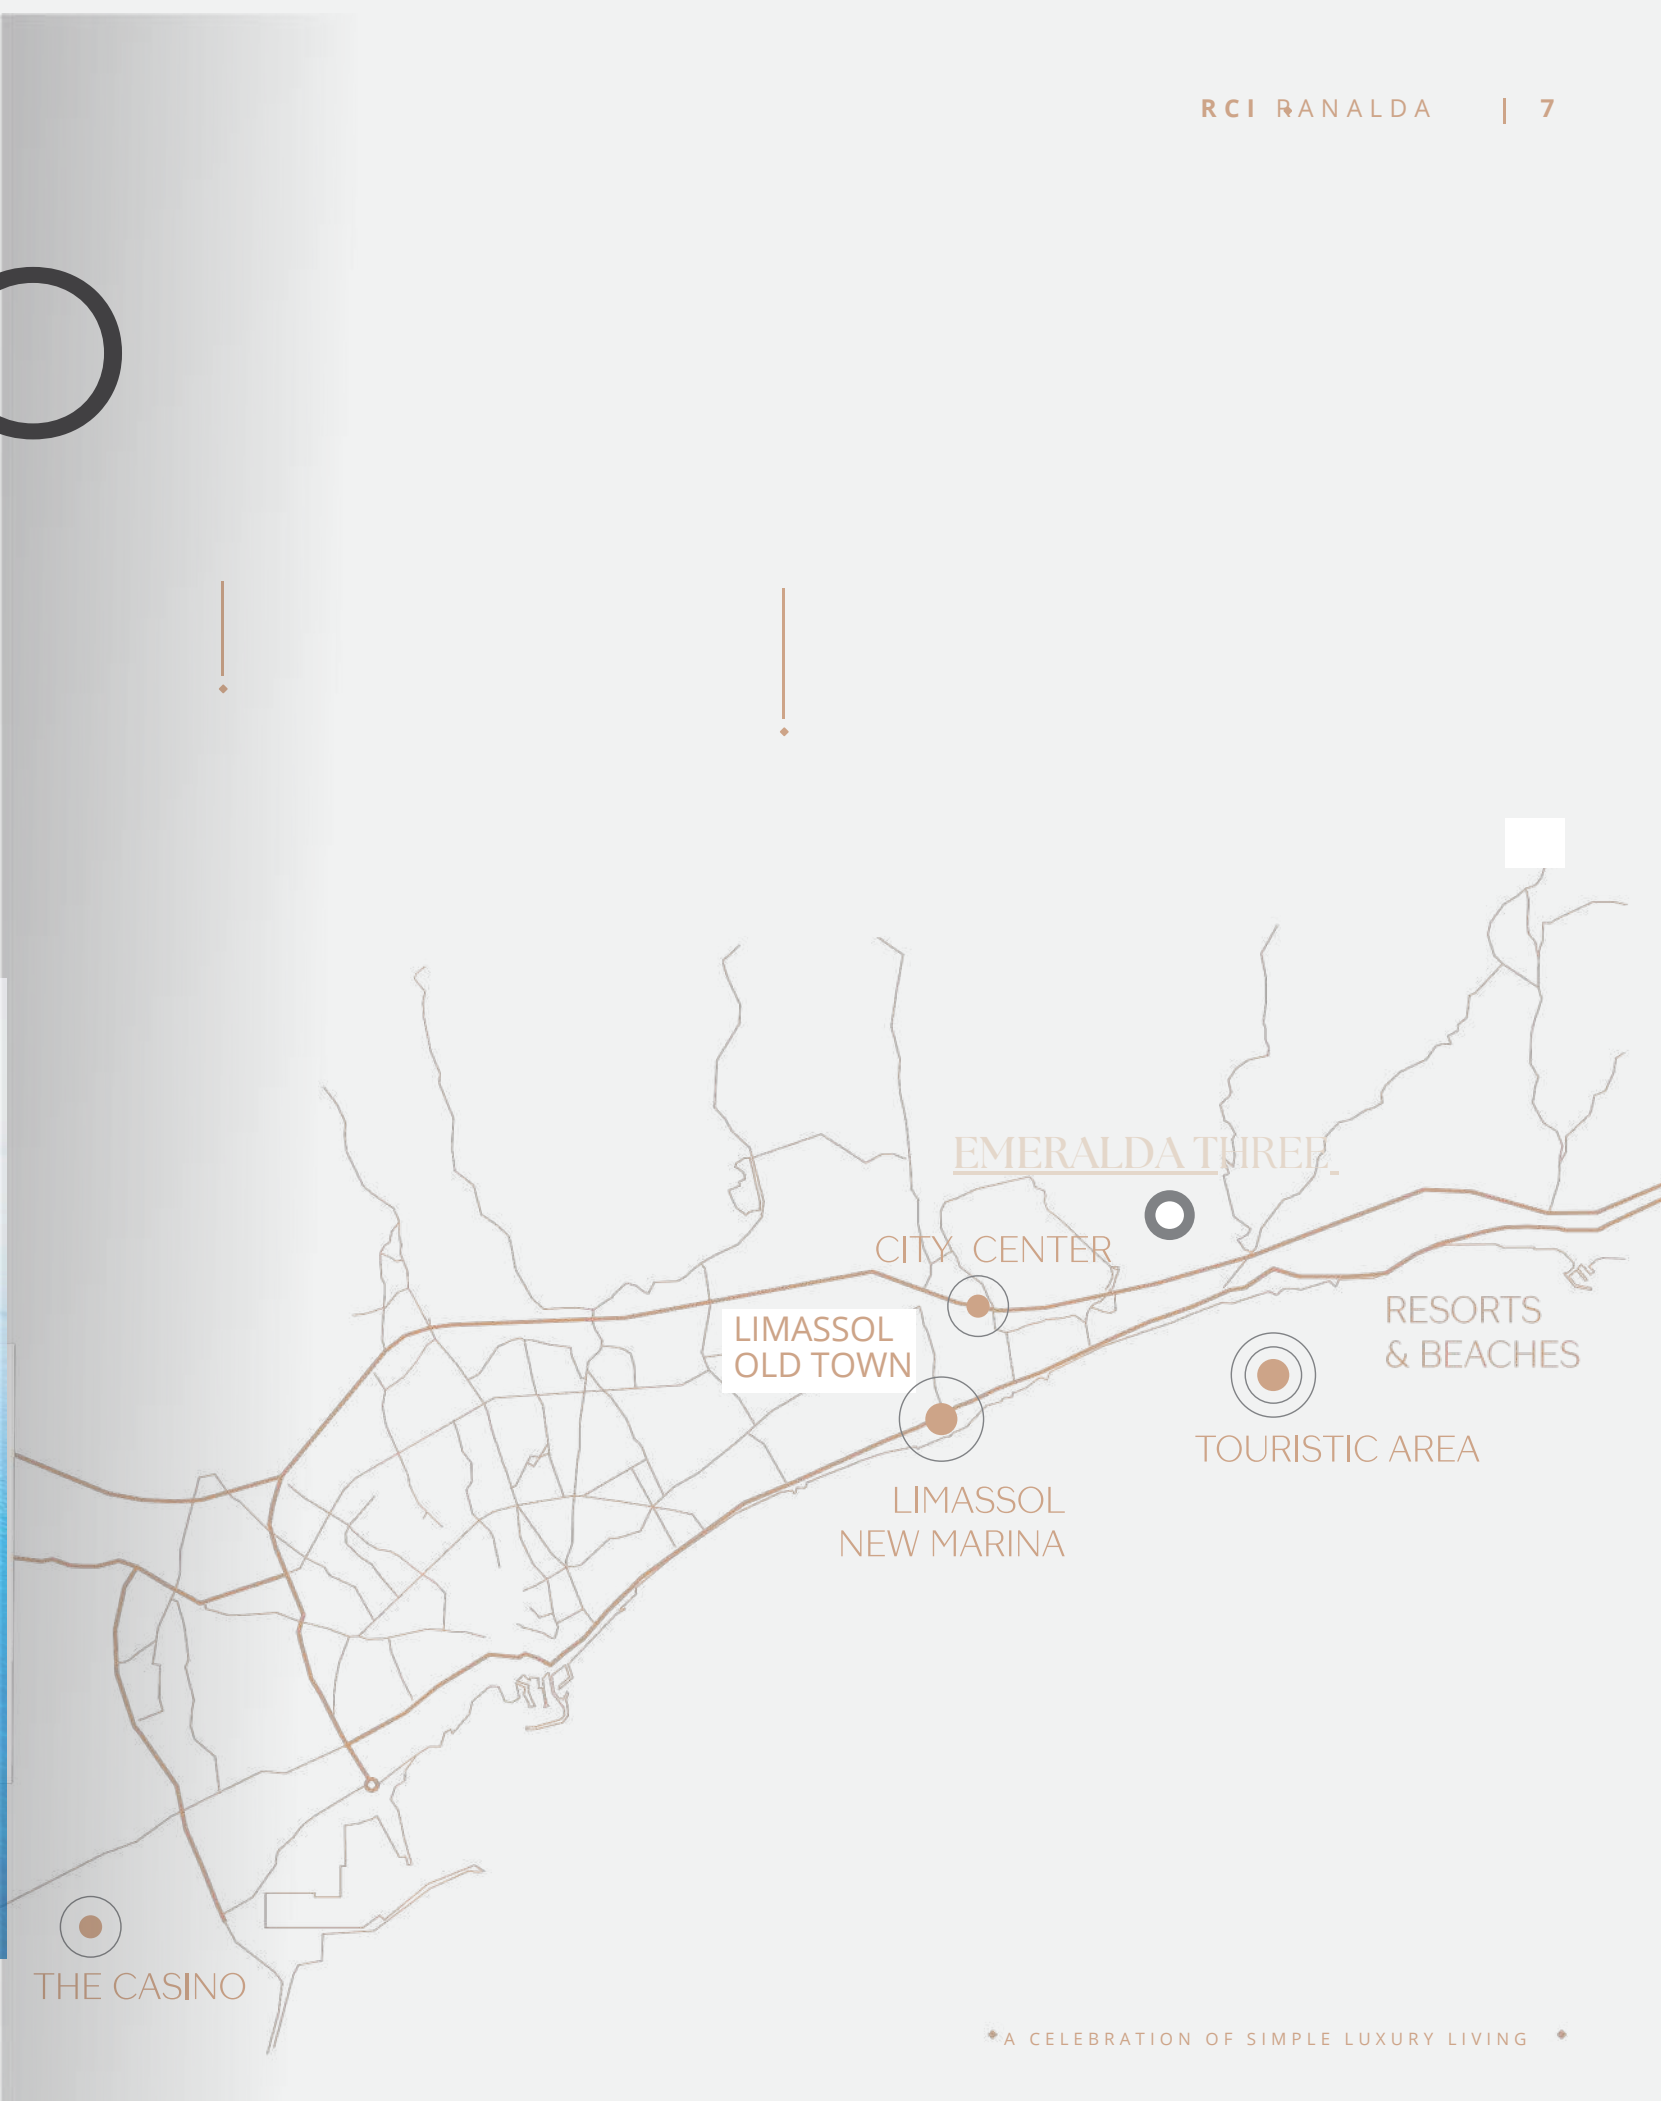 RCI RANALDA | 7
EMERALDA THREE
CITY CENTER
LIMASSOL
OLD TOWN
RESORTS
& BEACHES
TOURISTIC AREA
LIMASSOL
NEW MARINA
THE CASINO
A CELEBRATION OF SIMPLE LUXURY LIVING